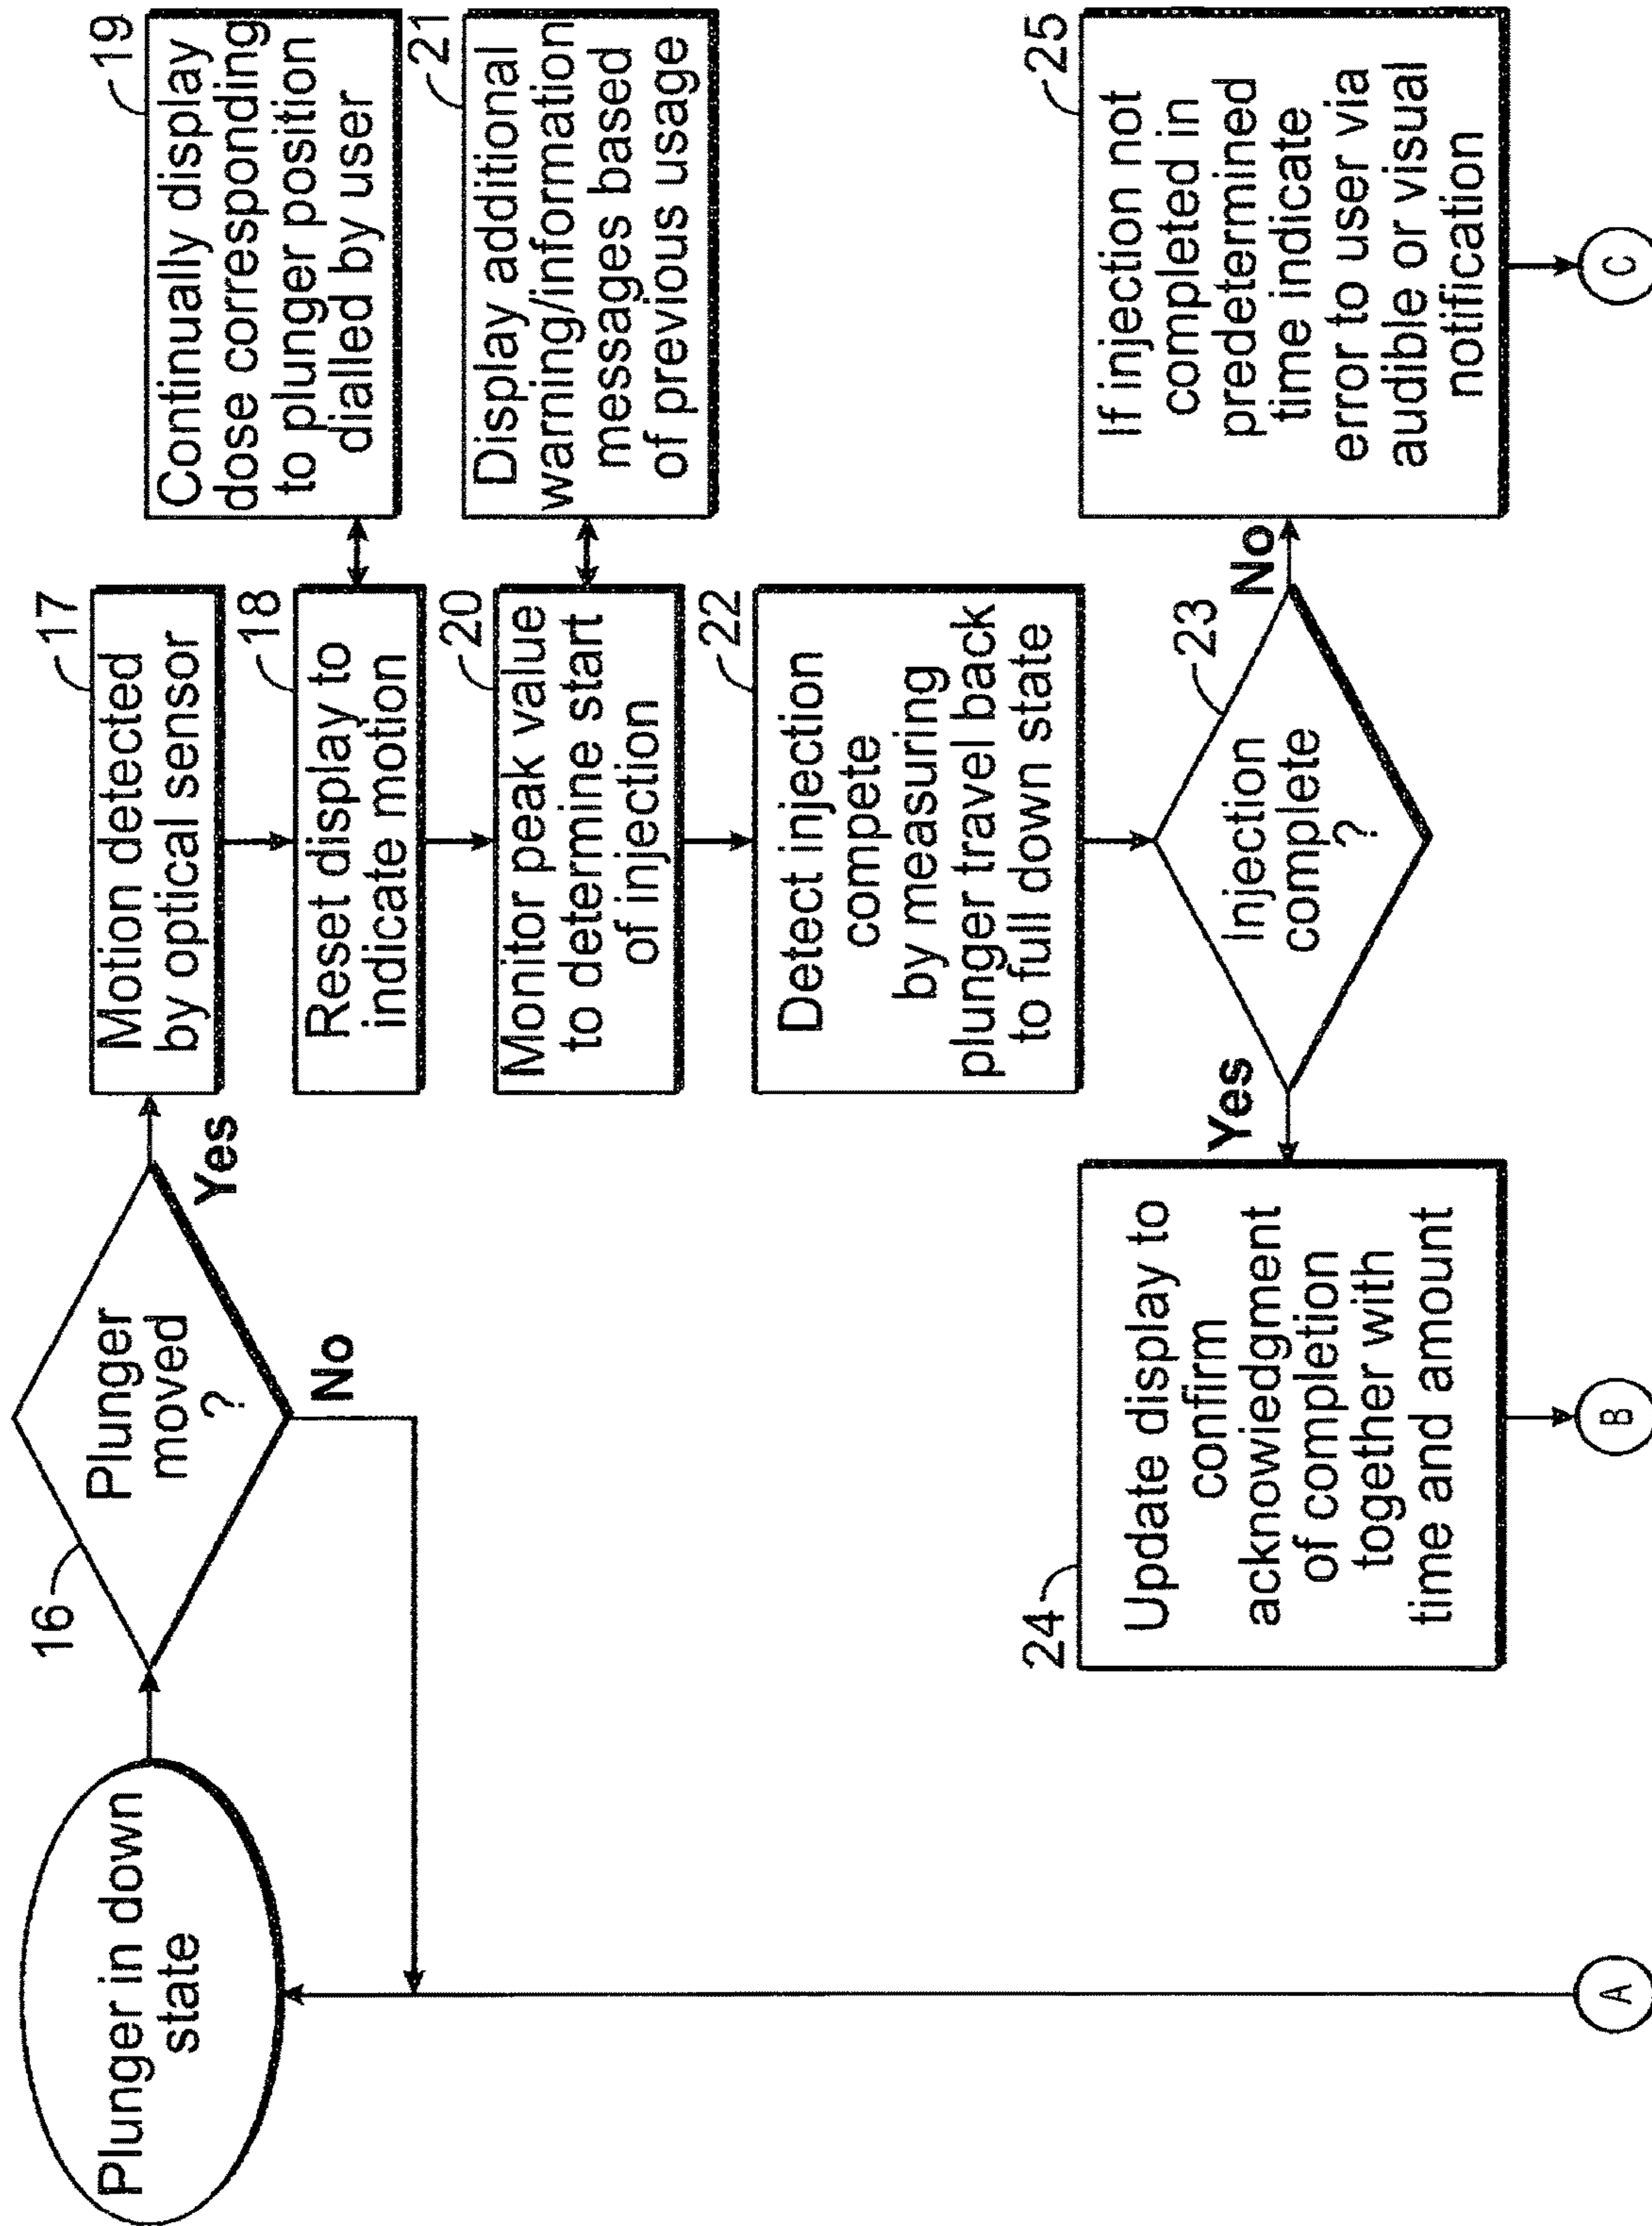 Plunger in down
state
16
Plunger
moved
?
Yes
No
17
Motion detected
by optical sensor
18
Reset display to
indicate motion
19
Continually display
dose corresponding
to plunger position
dialled by user
20
Monitor peak value
to determine start
of injection
21
Display additional
warning/information
messages based
of previous usage
22
Detect injection
compete
by measuring
plunger travel back
to full down state
23
Injection
complete
?
Yes
No
24
Update display to
confirm
acknowledgment
of completion
together with
time and amount
25
If injection not
completed in
predetermined
time indicate
error to user via
audible or visual
notification
A
B
C